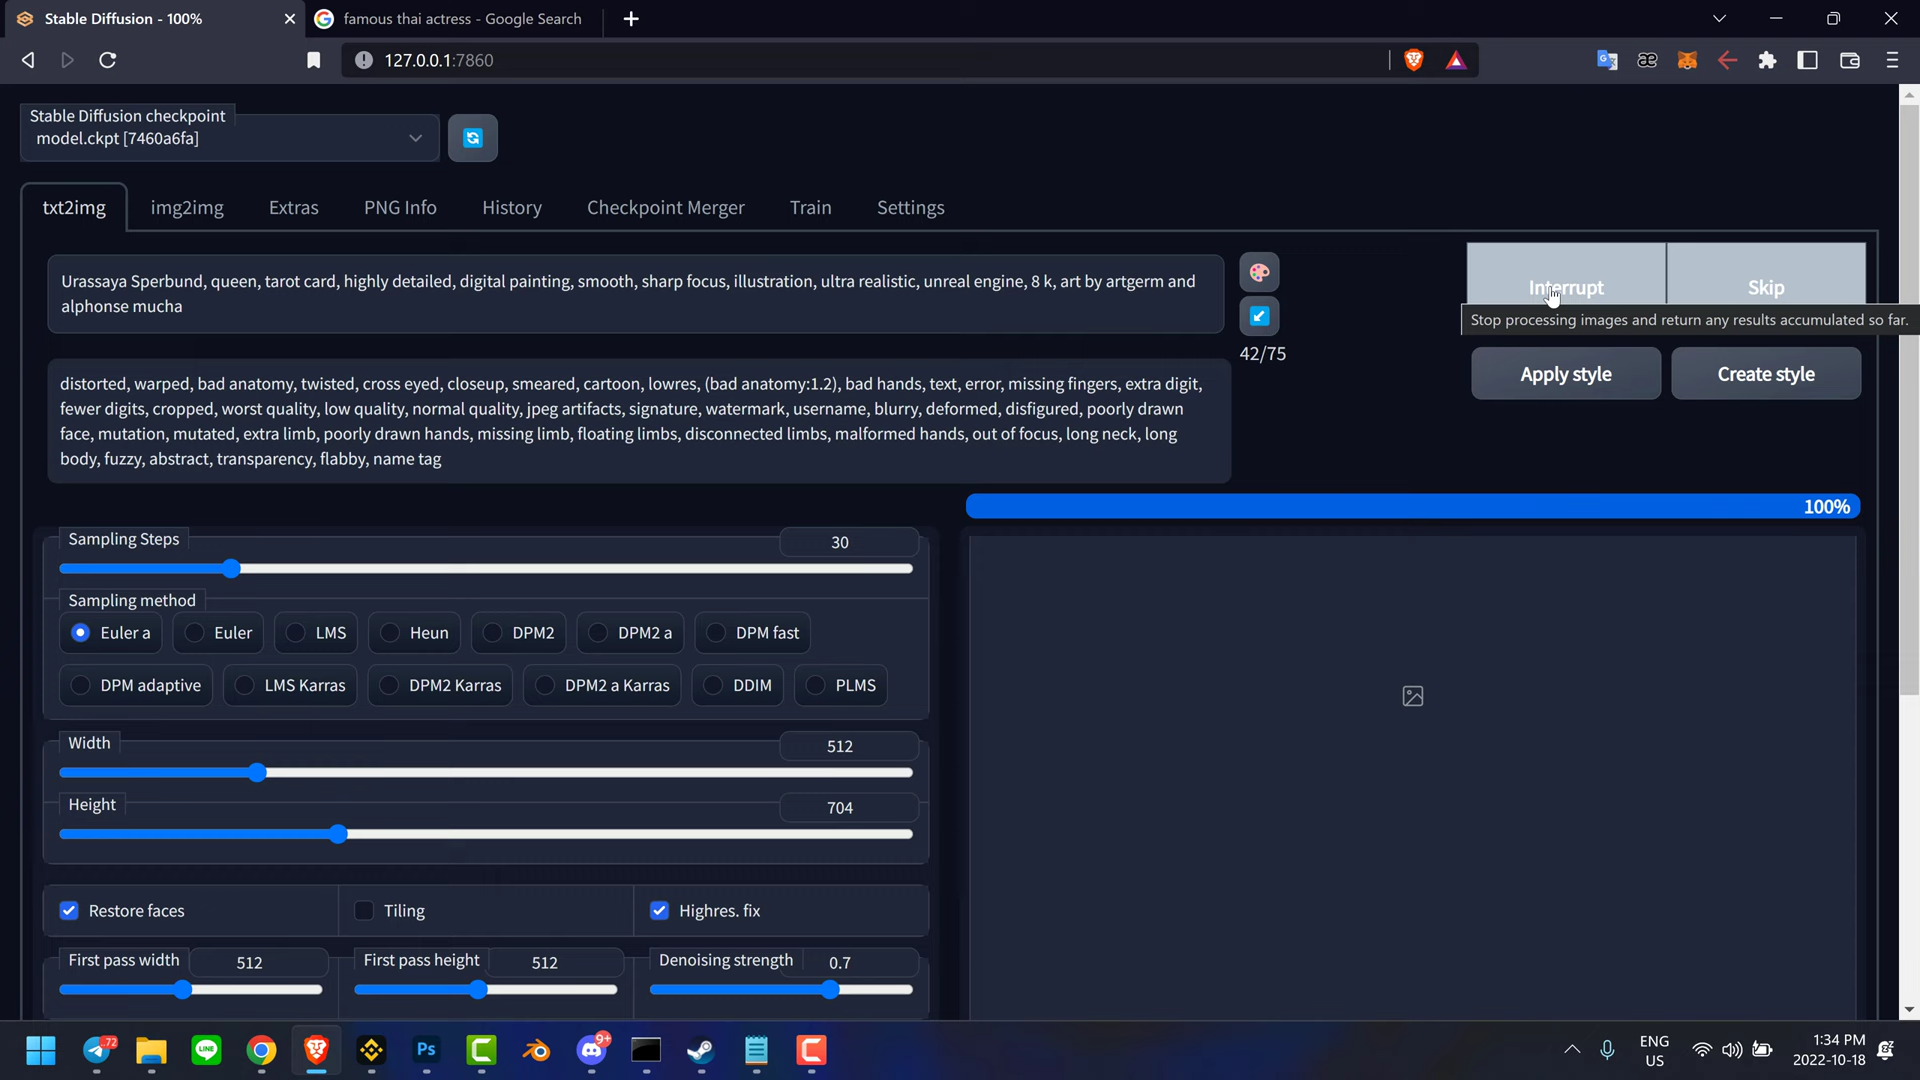 Stable Diffusion - 100%
famous thai actress - Google Search
127.0.0.1:7860
Stable Diffusion checkpoint
model.ckpt [7460a6fa]
txt2img img2img Extras PNG Info History Checkpoint Merger Train Settings
Urassaya Sperbund, queen, tarot card, highly detailed, digital painting, smooth, sharp focus, illustration, ultra realistic, unreal engine, 8 k, art by artgerm and
alphonse mucha
Interrupt Skip
Stop processing images and return any results accumulated so far.
42/75
Apply style Create style
distorted, warped, bad anatomy, twisted, cross eyed, closeup, smeared, cartoon, lowres, (bad anatomy:1.2), bad hands, text, error, missing fingers, extra digit,
fewer digits, cropped, worst quality, low quality, normal quality, jpeg artifacts, signature, watermark, username, blurry, deformed, disfigured, poorly drawn
face, mutation, mutated, extra limb, poorly drawn hands, missing limb, floating limbs, disconnected limbs, malformed hands, out of focus, long neck, long
body, fuzzy, abstract, transparency, flabby, name tag
100%
Sampling Steps 30
Sampling method
Euler a Euler LMS Heun DPM2 DPM2 a DPM fast
DPM adaptive LMS Karras DPM2 Karras DPM2 a Karras DDIM PLMS
Width 512
Height 704
Restore faces Tiling Highres. fix
First pass width 512 First pass height 512 Denoising strength 0.7
72 LINE Ps 9+
ENG
US
1:34 PM
2022-10-18